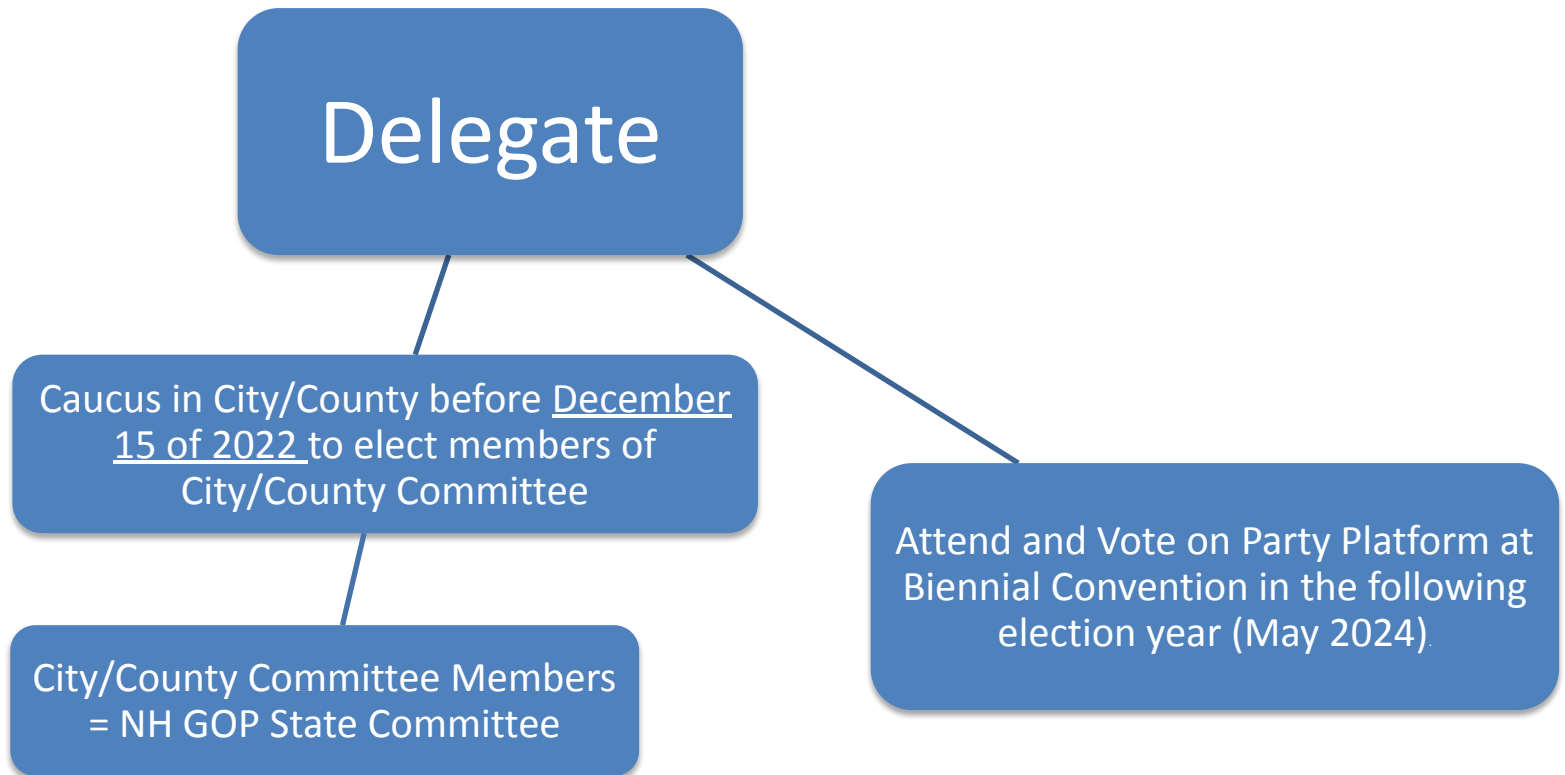 Delegate
Caucus in City/County before December
15 of 2022 to elect members of
City/County Committee
City/County Committee Members
= NH GOP State Committee
Attend and Vote on Party Platform at
Biennial Convention in the following
election year (May 2024).